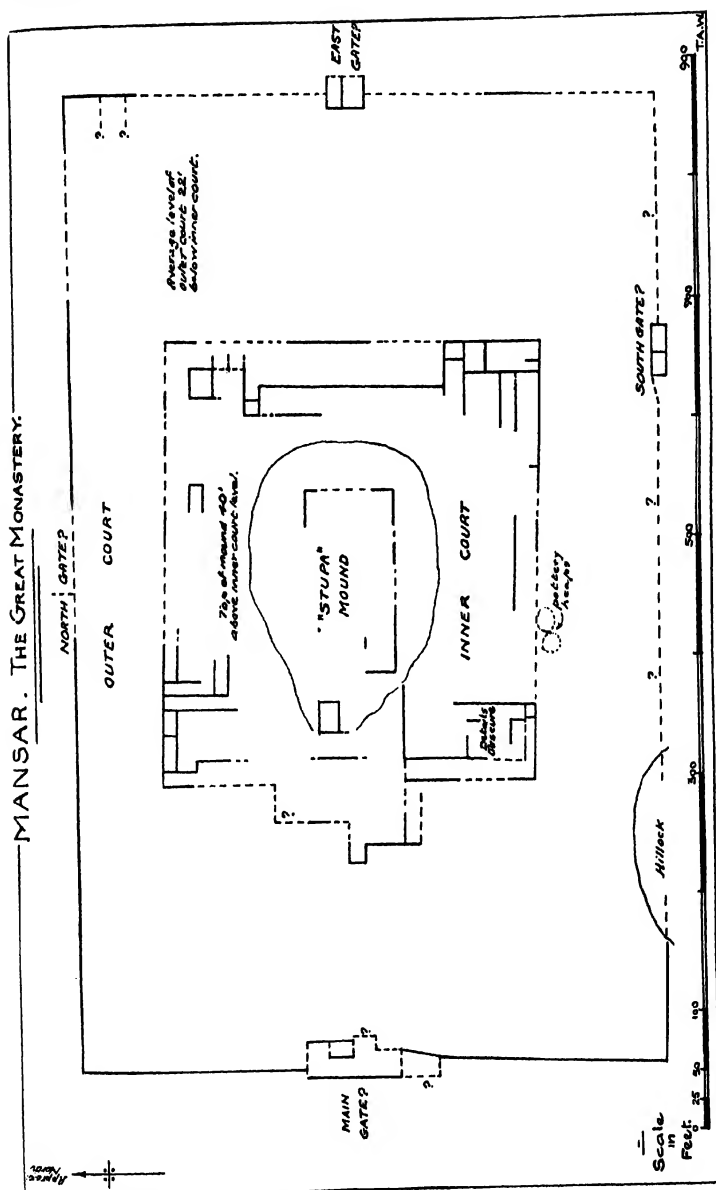 MANSAR. THE GREAT MONASTERY.
Approx.
North
NORTH GATE?
OUTER COURT
?
?
Average level of
outer court 22'
below inner court.
EAST
GATE?
Top of mound 40'
above inner court level.
"STUPA"
MOUND
INNER COURT
?
MAIN
GATE?
?
?
Details
obscure
pottery
heaps
Hillock
?
?
SOUTH GATE?
?
Scale
in
Feet.
0 25 50 100 300 500 700 900
T.A.W.